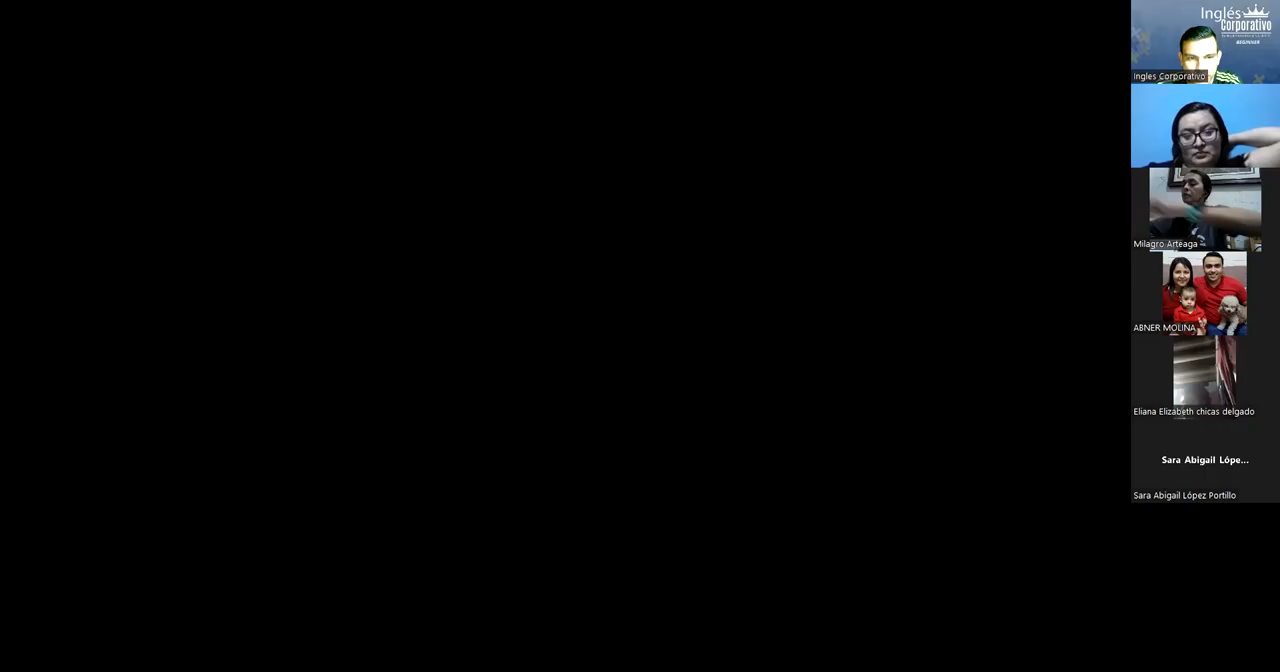 Inglés
Corporativo
BEGINNER
Ingles Corporativo
Milagro Arteaga
ABNER MOLINA
Eliana Elizabeth chicas delgado
Sara Abigail Lópe...
Sara Abigail López Portillo